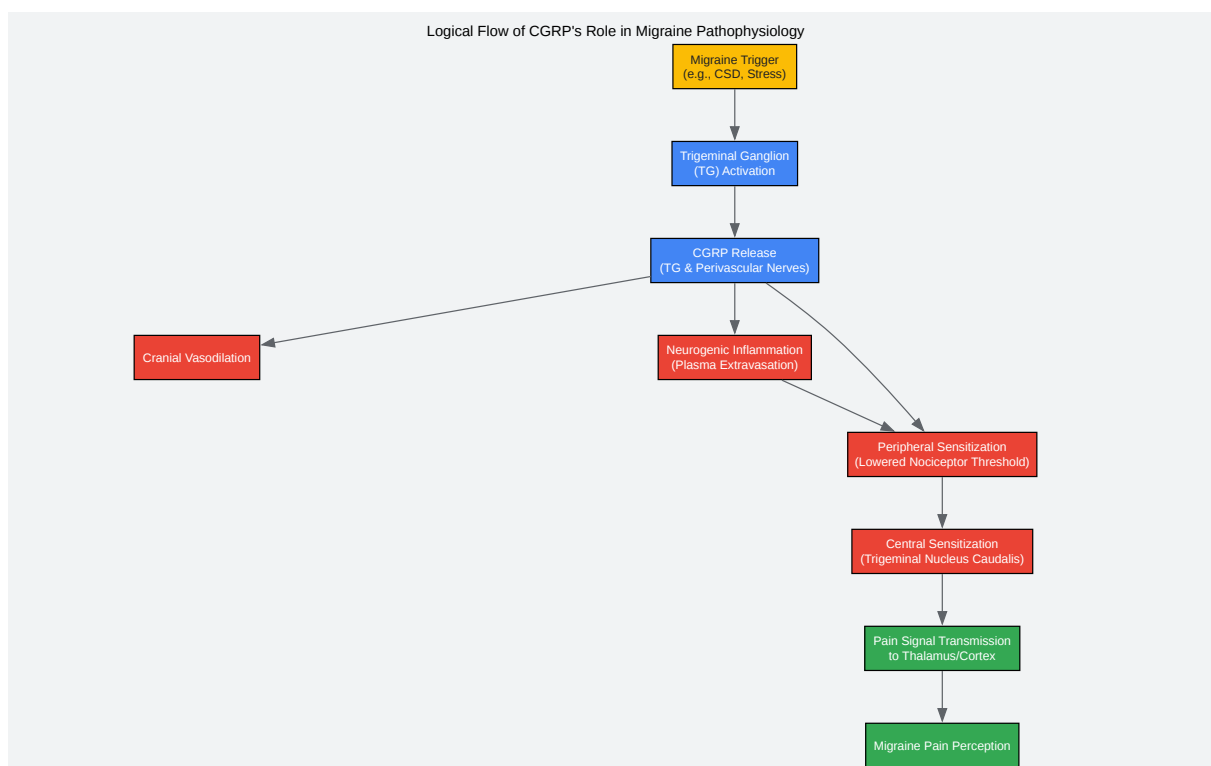 Logical Flow of CGRP's Role in Migraine Pathophysiology
Migraine Trigger
(e.g., CSD, Stress)
Trigeminal Ganglion
(TG) Activation
CGRP Release
(TG & Perivascular Nerves)
Cranial Vasodilation
Neurogenic Inflammation
(Plasma Extravasation)
Peripheral Sensitization
(Lowered Nociceptor Threshold)
Central Sensitization
(Trigeminal Nucleus Caudalis)
Pain Signal Transmission
to Thalamus/Cortex
Migraine Pain Perception